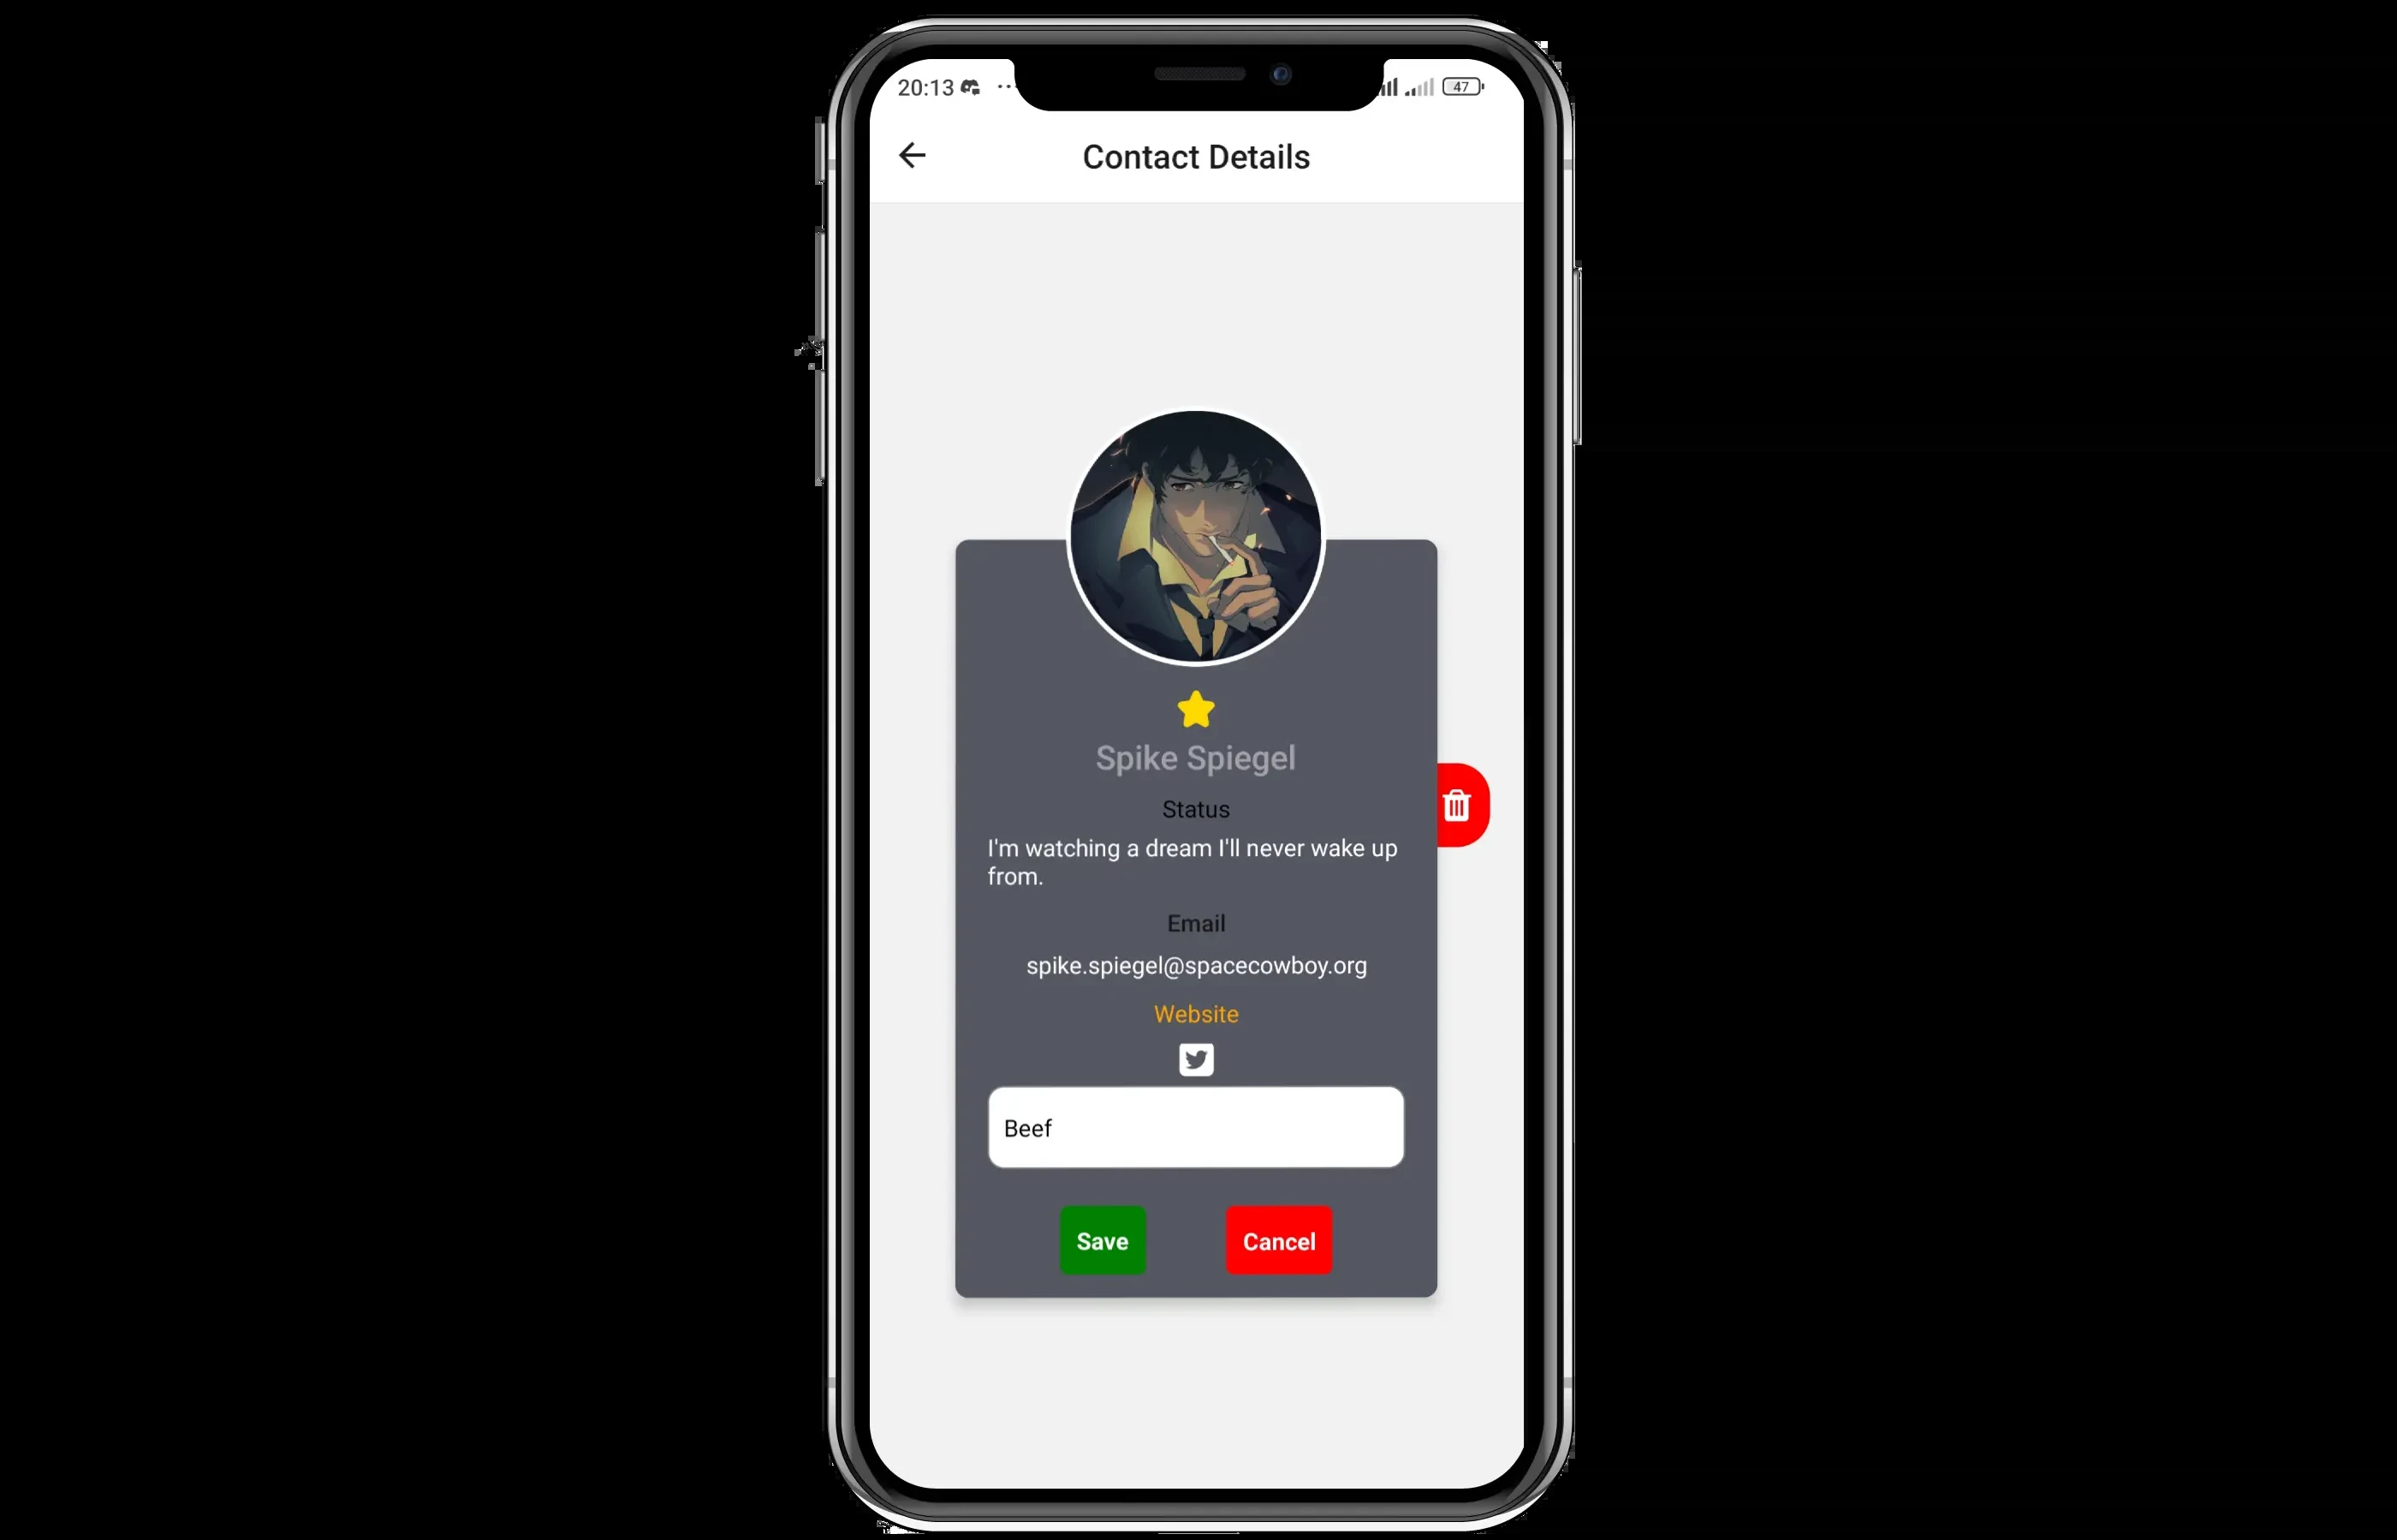 20:13
47
Contact Details
Spike Spiegel
Status
I'm watching a dream I'll never wake up
from.
Email
spike.spiegel@spacecowboy.org
Website
Beef
Save Cancel